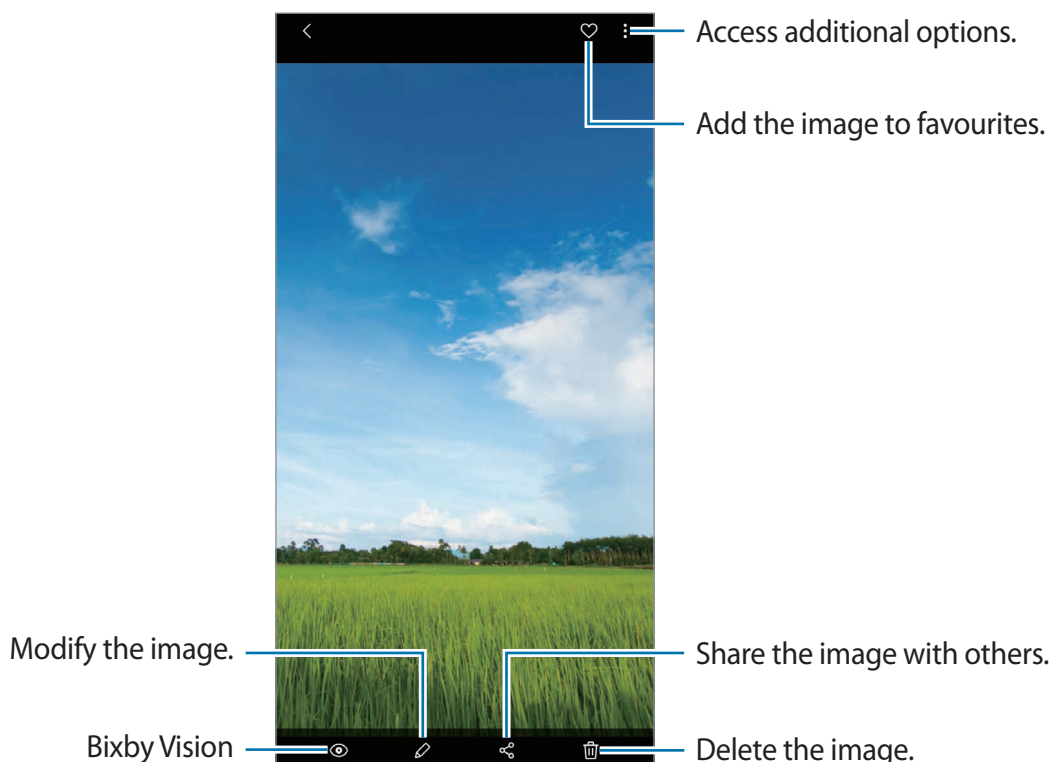 Access additional options.
Add the image to favourites.
Modify the image.
Share the image with others.
Bixby Vision
Delete the image.